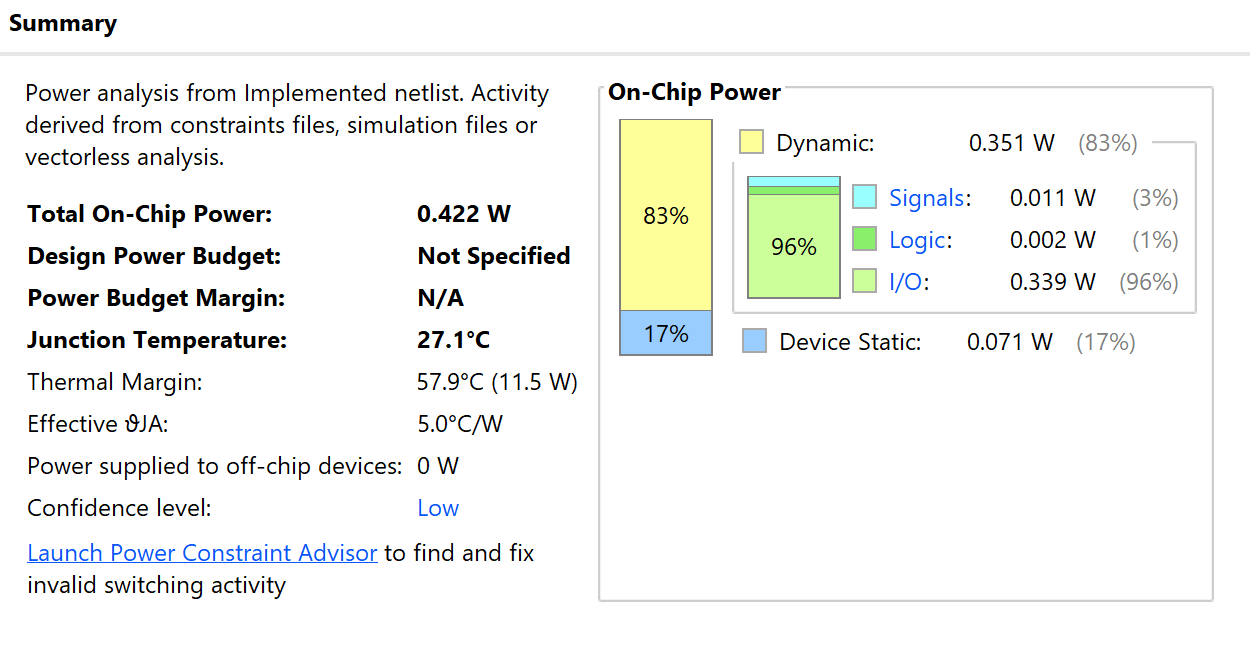 Summary
Power analysis from Implemented netlist. Activity
derived from constraints files, simulation files or
vectorless analysis.
Total On-Chip Power: 0.422 W
Design Power Budget: Not Specified
Power Budget Margin: N/A
Junction Temperature: 27.1°C
Thermal Margin: 57.9°C (11.5 W)
Effective ϑJA: 5.0°C/W
Power supplied to off-chip devices: 0 W
Confidence level: Low
Launch Power Constraint Advisor to find and fix
invalid switching activity
On-Chip Power
83%
17%
Dynamic: 0.351 W (83%)
96%
Signals: 0.011 W (3%)
Logic: 0.002 W (1%)
I/O: 0.339 W (96%)
Device Static: 0.071 W (17%)